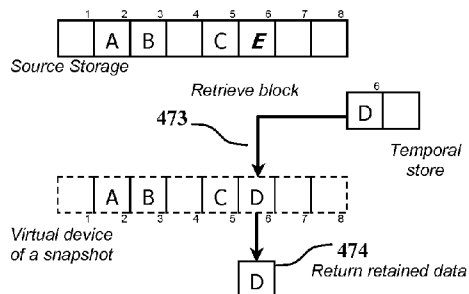 1 2 3 4 5 6 7 8
A B C E
Source Storage
Retrieve block
6
473
D
Temporal
store
A B C D
1 2 3 4 5 6 7 8
Virtual device
of a snapshot
474
D
Return retained data